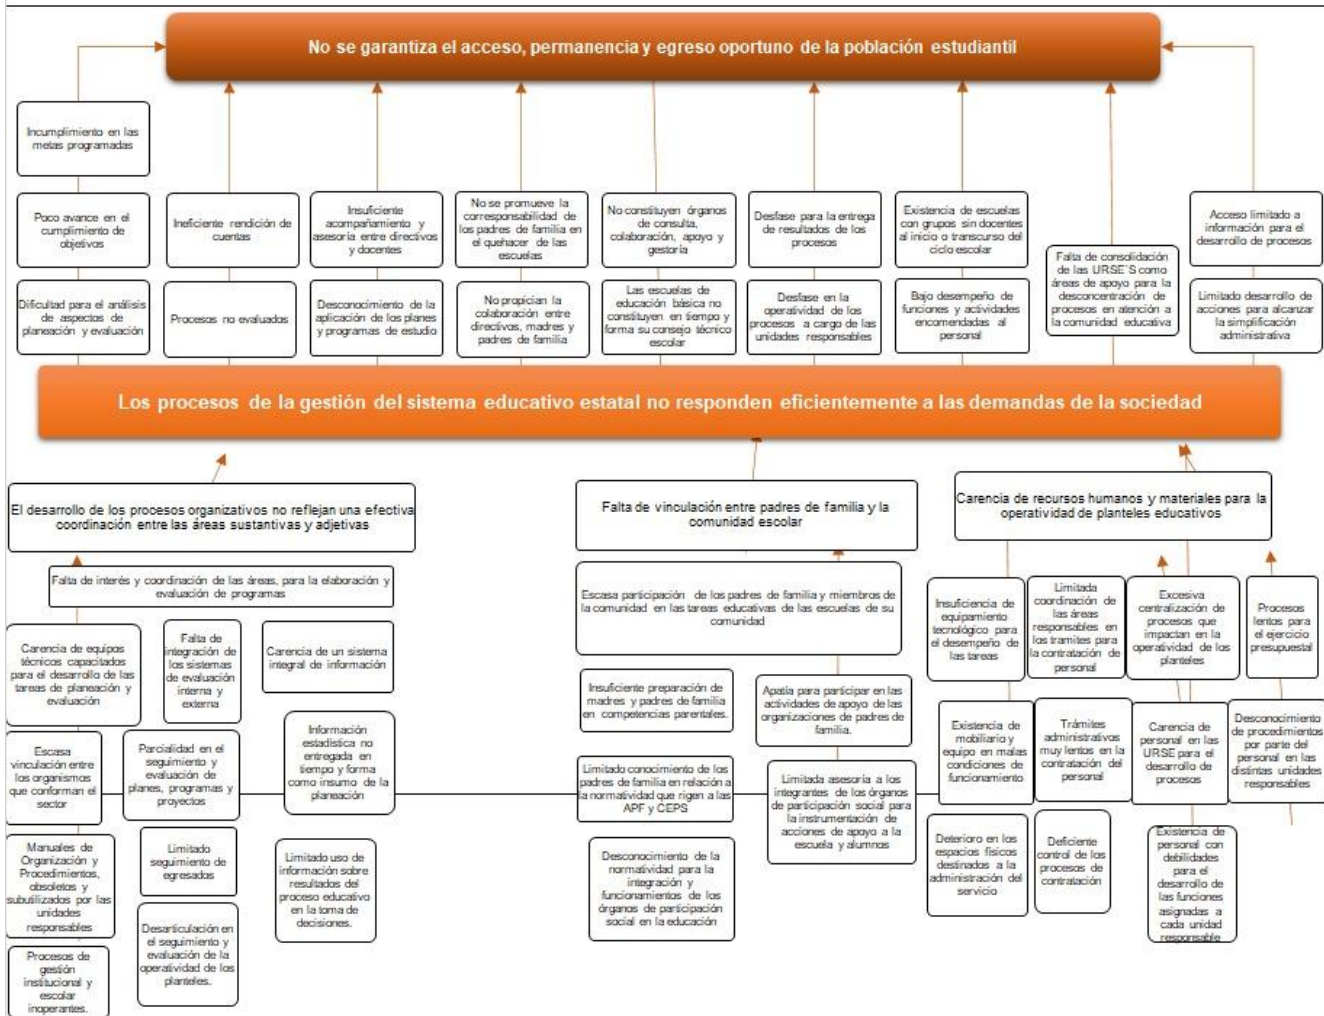 No se garantiza el acceso, permanencia y egreso oportuno de la población estudiantil
Incumplimiento en las
metas programadas
Poco avance en el
cumplimiento de
objetivos
Ineficiente rendición de
cuentas
Insuficiente
acompañamiento y
asesoría entre directivos
y docentes
No se promueve la
corresponsabilidad de
los padres de familia en
el quehacer de las
escuelas
No constituyen órganos
de consulta,
colaboración, apoyo y
gestoría
Desfase para la entrega
de resultados de los
procesos
Existencia de escuelas
con grupos sin docentes
al inicio o transcurso del
ciclo escolar
Falta de consolidación
de las URSE´S como
áreas de apoyo para la
desconcentración de
procesos en atención a
la comunidad educativa
Acceso limitado a
información para el
desarrollo de procesos
Dificultad para el análisis
de aspectos de
planeación y evaluación
Procesos no evaluados
Desconocimiento de la
aplicación de los planes
y programas de estudio
No propician la
colaboración entre
directivos, madres y
padres de familia
Las escuelas de
educación básica no
constituyen en tiempo y
forma su consejo técnico
escolar
Desfase en la
operatividad de los
procesos a cargo de las
unidades responsables
Bajo desempeño de
funciones y actividades
encomendadas al
personal
Limitado desarrollo de
acciones para alcanzar
la simplificación
administrativa
Los procesos de la gestión del sistema educativo estatal no responden eficientemente a las demandas de la sociedad
El desarrollo de los procesos organizativos no reflejan una efectiva
coordinación entre las áreas sustantivas y adjetivas
Falta de interés y coordinación de las áreas, para la elaboración y
evaluación de programas
Carencia de equipos
técnicos capacitados
para el desarrollo de las
tareas de planeación y
evaluación
Falta de
integración de
los sistemas
de evaluación
interna y
externa
Carencia de un sistema
integral de información
Escasa
vinculación entre
los organismos
que conforman el
sector
Parcialidad en el
seguimiento y
evaluación de
planes, programas y
proyectos
Información
estadística no
entregada en
tiempo y forma
como insumo de la
planeación
Manuales de
Organización y
Procedimientos,
obsoletos y
subutilizados por las
unidades
responsables
Limitado
seguimiento de
egresados
Limitado uso de
información sobre
resultados del
proceso educativo
en la toma de
decisiones.
Procesos de
gestión
institucional y
escolar
inoperantes.
Desarticulación en
el seguimiento y
evaluación de la
operatividad de los
planteles.
Falta de vinculación entre padres de familia y la
comunidad escolar
Escasa participación de los padres de familia y miembros de
la comunidad en las tareas educativas de las escuelas de su
comunidad
Insuficiente preparación de
madres y padres de familia
en competencias parentales.
Apatía para participar en las
actividades de apoyo de las
organizaciones de padres de
familia.
Limitado conocimiento de los
padres de familia en relación a
la normatividad que rigen a las
APF y CEPS
Limitada asesoría a los
integrantes de los órganos
de participación social para
la instrumentación de
acciones de apoyo a la
escuela y alumnos
Desconocimiento de la
normatividad para la
integración y
funcionamientos de los
órganos de participación
social en la educación
Carencia de recursos humanos y materiales para la
operatividad de planteles educativos
Insuficiencia de
equipamiento
tecnológico para
el desempeño de
las tareas
Limitada
coordinación de
las áreas
responsables en
los tramites para
la contratación de
personal
Excesiva
centralización de
procesos que
impactan en la
operatividad de los
planteles
Procesos
lentos para
el ejercicio
presupuestal
Existencia de
mobiliario y
equipo en malas
condiciones de
funcionamiento
Trámites
administrativos
muy lentos en la
contratación del
personal
Carencia de
personal en las
URSE para el
desarrollo de
procesos
Desconocimiento
de procedimientos
por parte del
personal en las
distintas unidades
responsables
Deterioro en los
espacios físicos
destinados a la
administración del
servicio
Deficiente
control de los
procesos de
contratación
Existencia de
personal con
debilidades
para el
desarrollo de
las funciones
asignadas a
cada unidad
responsable